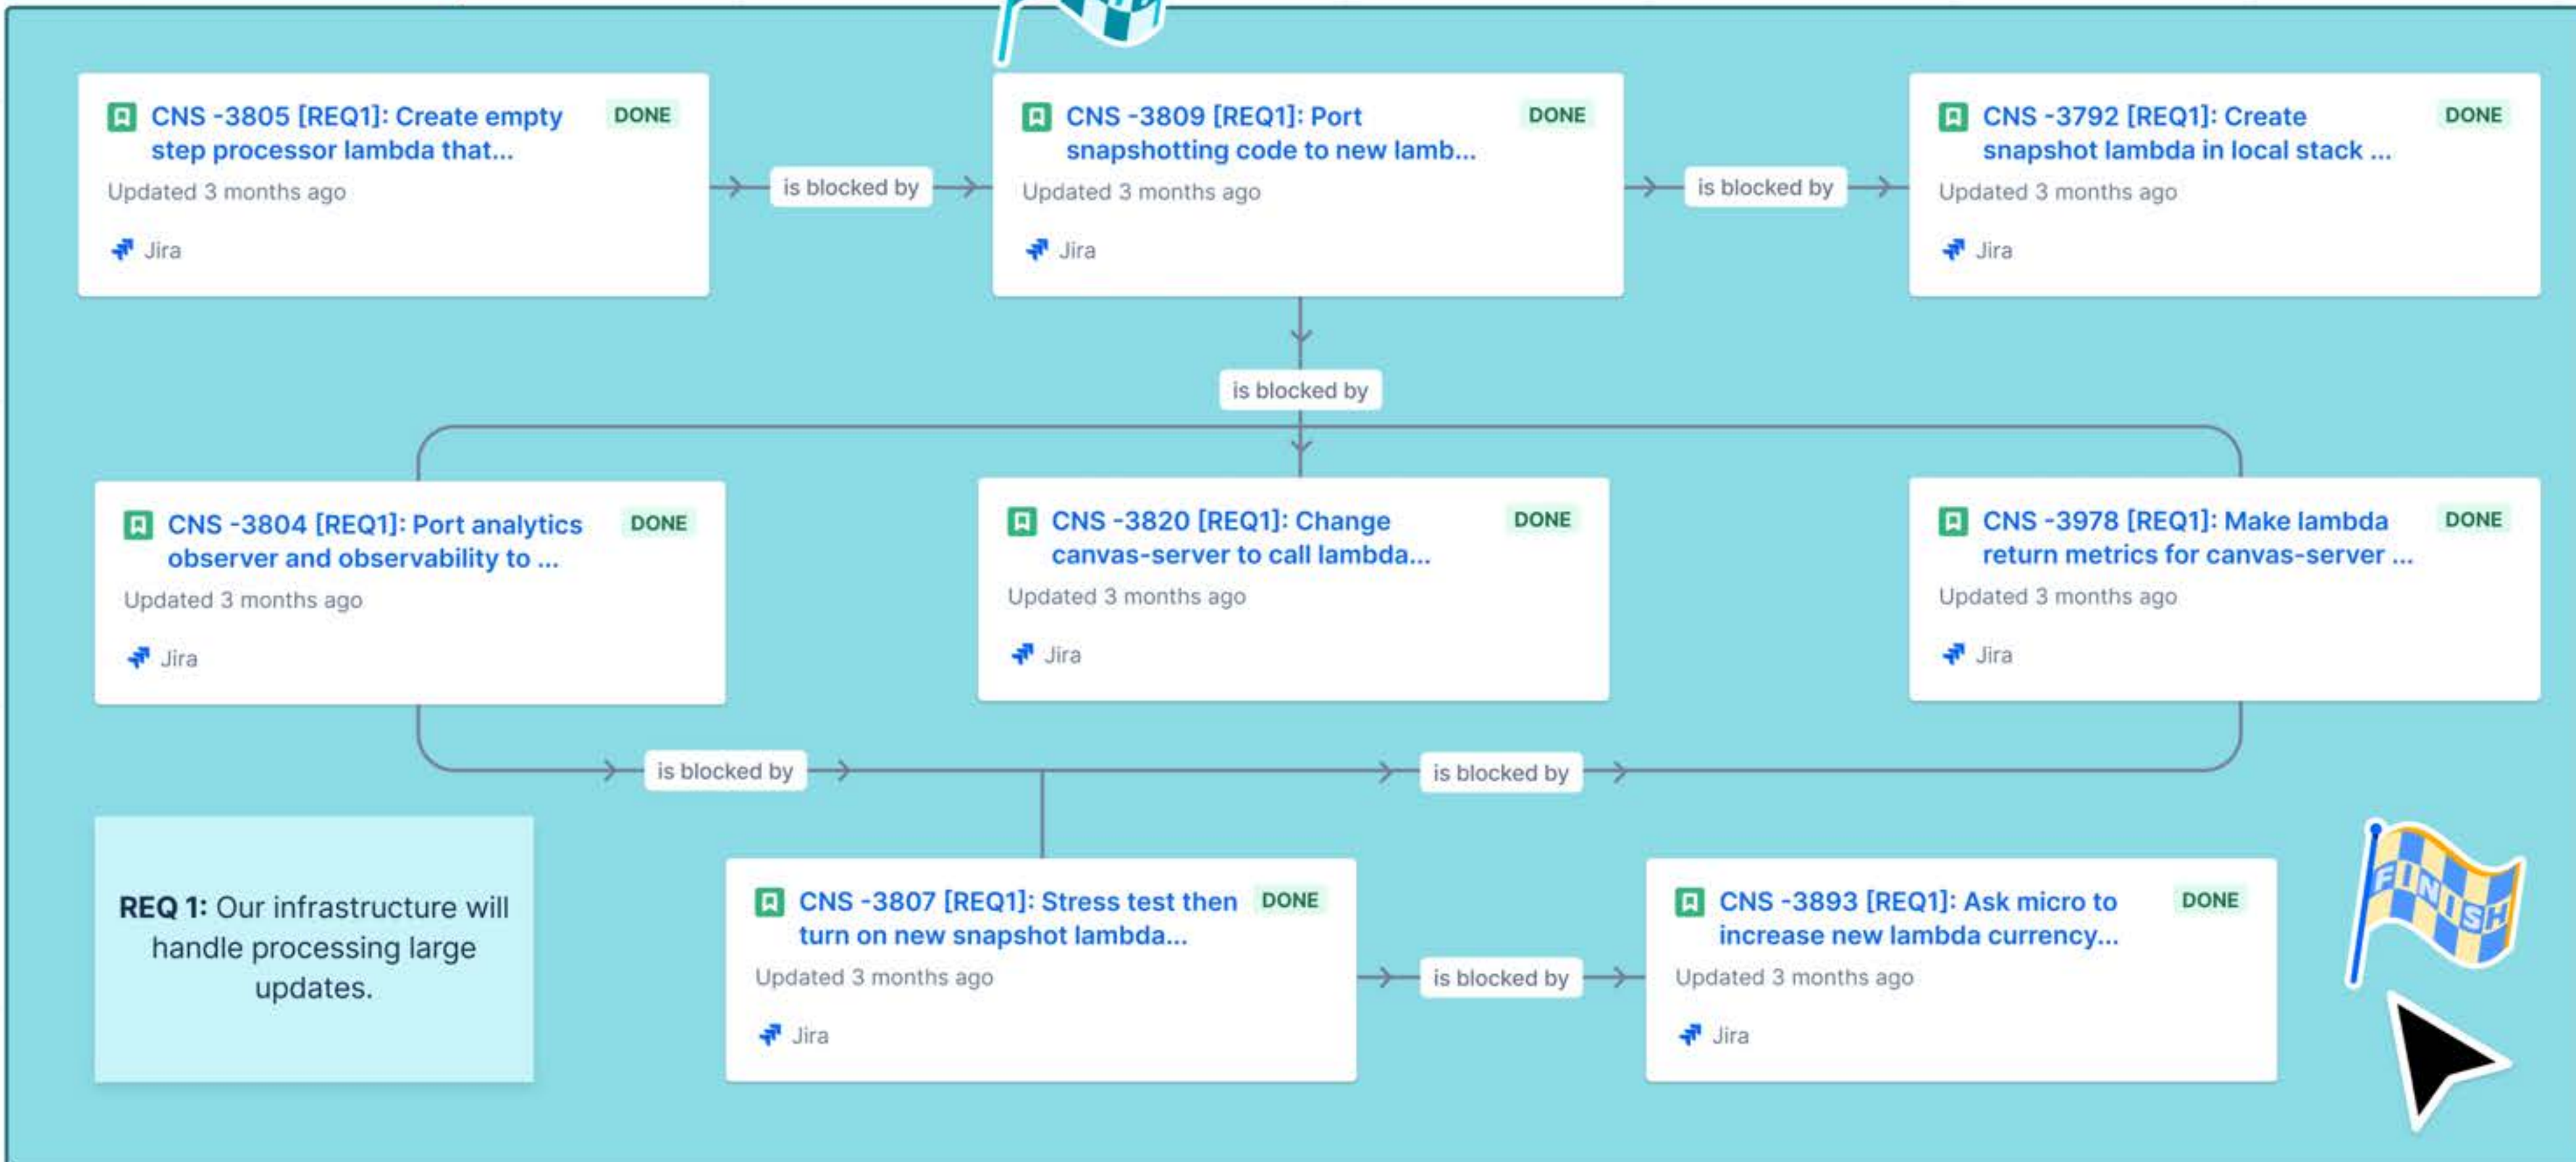 CNS -3805 [REQ1]: Create empty
step processor lambda that...
DONE
Updated 3 months ago
Jira
is blocked by
CNS -3809 [REQ1]: Port
snapshotting code to new lamb...
DONE
Updated 3 months ago
Jira
is blocked by
CNS -3792 [REQ1]: Create
snapshot lambda in local stack ...
DONE
Updated 3 months ago
Jira
is blocked by
CNS -3804 [REQ1]: Port analytics
observer and observability to ...
DONE
Updated 3 months ago
Jira
CNS -3820 [REQ1]: Change
canvas-server to call lambda...
DONE
Updated 3 months ago
Jira
CNS -3978 [REQ1]: Make lambda
return metrics for canvas-server ...
DONE
Updated 3 months ago
Jira
is blocked by
is blocked by
REQ 1: Our infrastructure will
handle processing large
updates.
CNS -3807 [REQ1]: Stress test then
turn on new snapshot lambda...
DONE
Updated 3 months ago
Jira
is blocked by
CNS -3893 [REQ1]: Ask micro to
increase new lambda currency...
DONE
Updated 3 months ago
Jira
FINISH